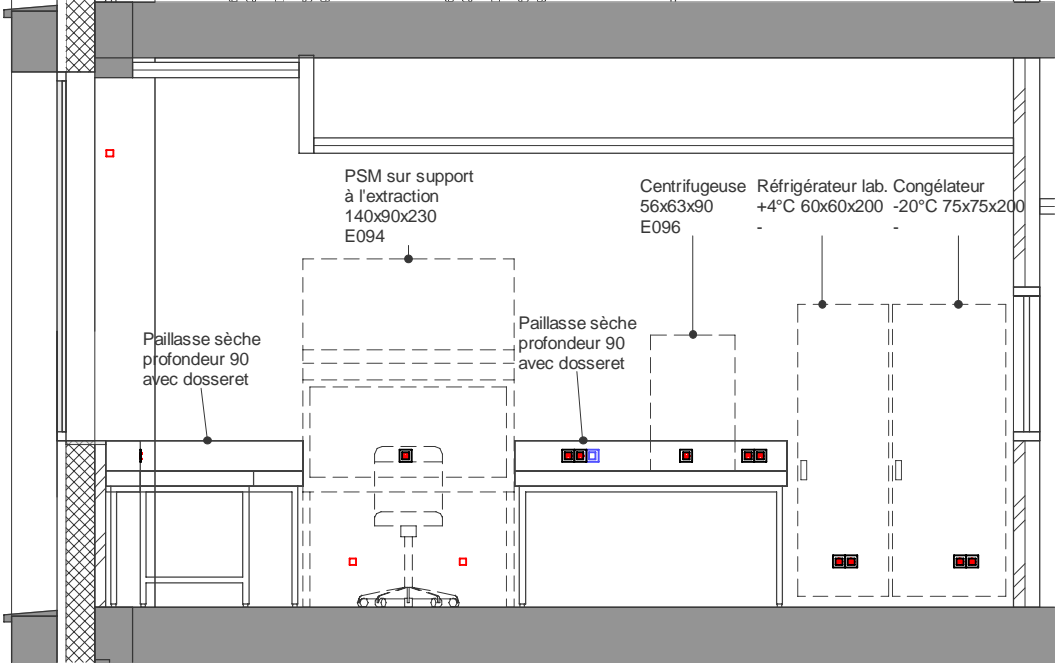 PSM sur support
à l'extraction
140x90x230
E094
Centrifugeuse
56x63x90
E096
Réfrigérateur lab.
+4°C 60x60x200
-
Congélateur
-20°C 75x75x200
-
Paillasse sèche
profondeur 90
avec dosseret
Paillasse sèche
profondeur 90
avec dosseret